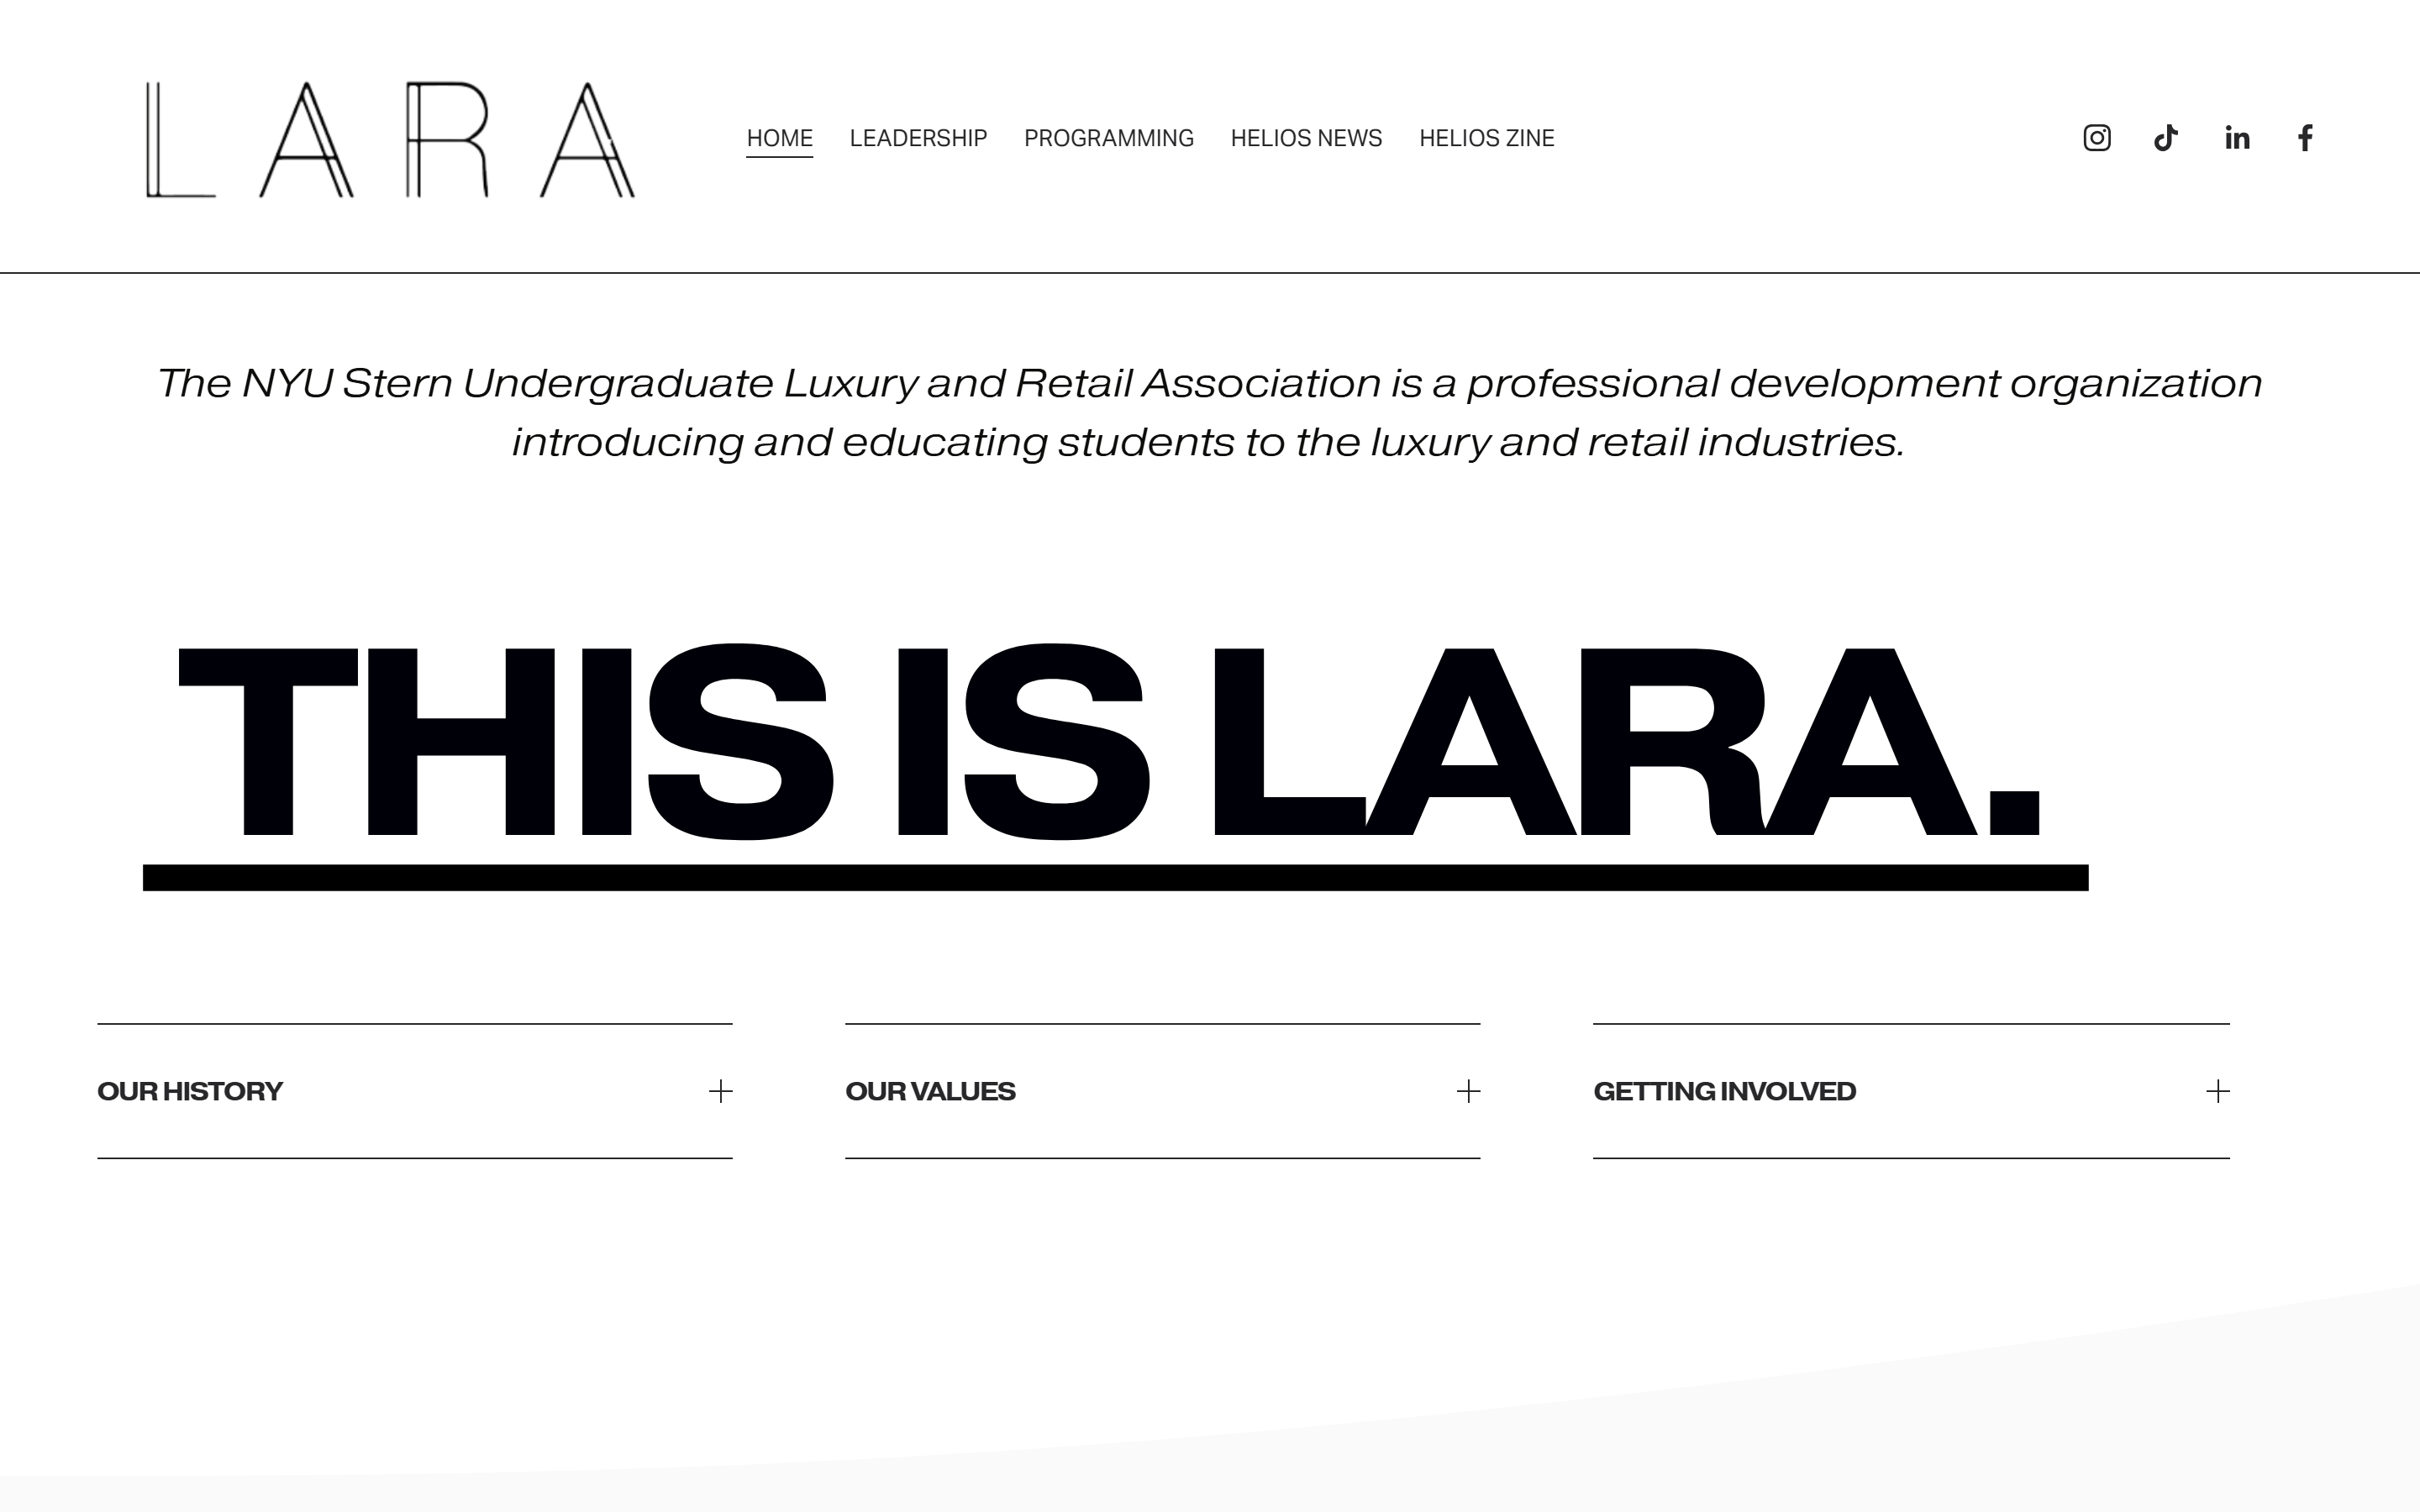 LARA
HOME LEADERSHIP PROGRAMMING HELIOS NEWS HELIOS ZINE
The NYU Stern Undergraduate Luxury and Retail Association is a professional development organization
introducing and educating students to the luxury and retail industries.
THIS IS LARA.
OUR HISTORY
OUR VALUES
GETTING INVOLVED